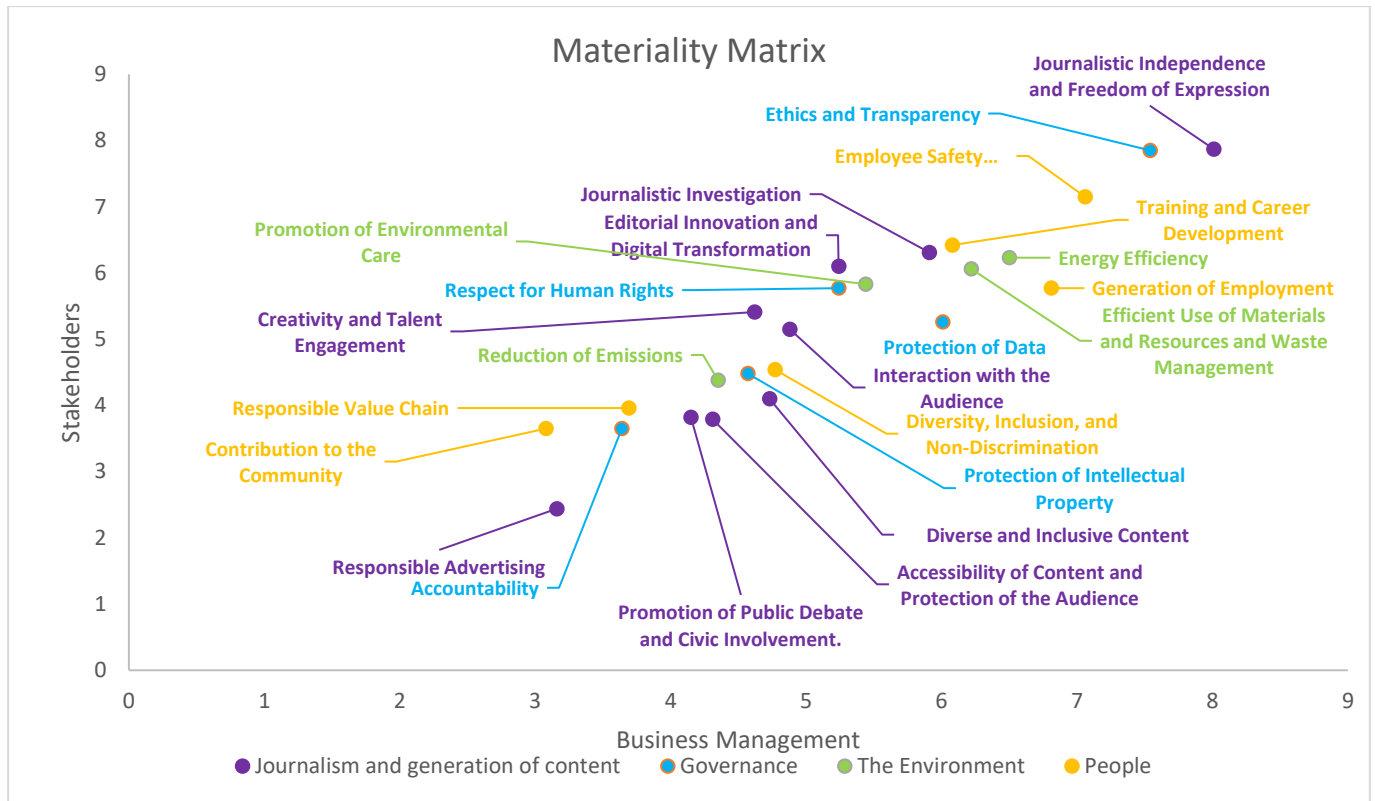 Materiality Matrix
9
8
7
6
5
4
3
2
1
0
Stakeholders
Journalistic Independence
and Freedom of Expression
Ethics and Transparency
Employee Safety…
Journalistic Investigation
Training and Career
Development
Editorial Innovation and
Digital Transformation
Promotion of Environmental
Care
Energy Efficiency
Respect for Human Rights
Generation of Employment
Creativity and Talent
Engagement
Efficient Use of Materials
and Resources and Waste
Management
Protection of Data
Reduction of Emissions
Interaction with the
Audience
Responsible Value Chain
Diversity, Inclusion, and
Non-Discrimination
Contribution to the
Community
Protection of Intellectual
Property
Diverse and Inclusive Content
Responsible Advertising
Accountability
Accessibility of Content and
Protection of the Audience
Promotion of Public Debate
and Civic Involvement.
0 1 2 3 4 5 6 7 8 9
Business Management
Journalism and generation of content Governance The Environment People